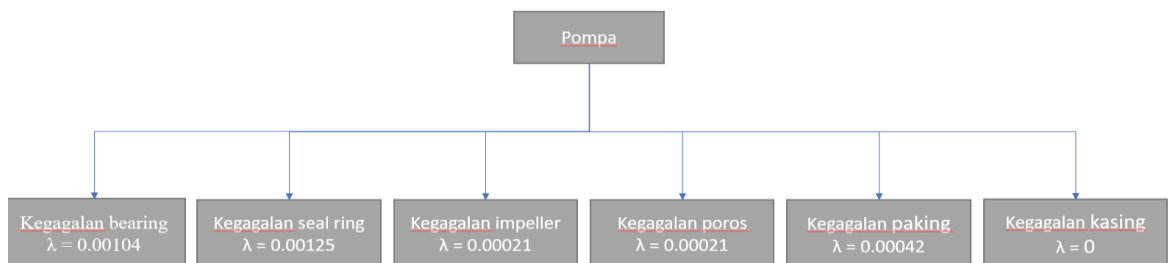 Pompa
Kegagalan bearing
λ = 0.00104
Kegagalan seal ring
λ = 0.00125
Kegagalan impeller
λ = 0.00021
Kegagalan poros
λ = 0.00021
Kegagalan paking
λ = 0.00042
Kegagalan kasing
λ = 0